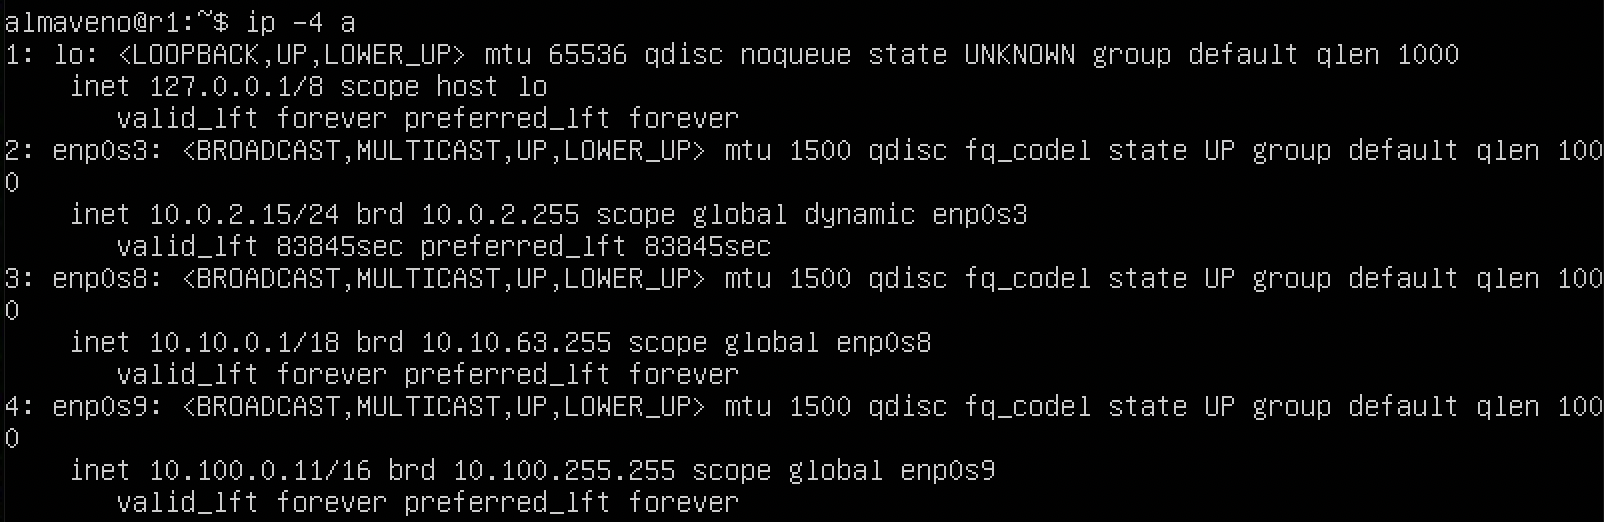 almaveno@r1:~$ ip -4 a
1: lo: <LOOPBACK,UP,LOWER_UP> mtu 65536 qdisc noqueue state UNKNOWN group default qlen 1000
    inet 127.0.0.1/8 scope host lo
       valid_lft forever preferred_lft forever
2: enp0s3: <BROADCAST,MULTICAST,UP,LOWER_UP> mtu 1500 qdisc fq_codel state UP group default qlen 100
0
    inet 10.0.2.15/24 brd 10.0.2.255 scope global dynamic enp0s3
       valid_lft 83845sec preferred_lft 83845sec
3: enp0s8: <BROADCAST,MULTICAST,UP,LOWER_UP> mtu 1500 qdisc fq_codel state UP group default qlen 100
0
    inet 10.10.0.1/18 brd 10.10.63.255 scope global enp0s8
       valid_lft forever preferred_lft forever
4: enp0s9: <BROADCAST,MULTICAST,UP,LOWER_UP> mtu 1500 qdisc fq_codel state UP group default qlen 100
0
    inet 10.100.0.11/16 brd 10.100.255.255 scope global enp0s9
       valid_lft forever preferred_lft forever